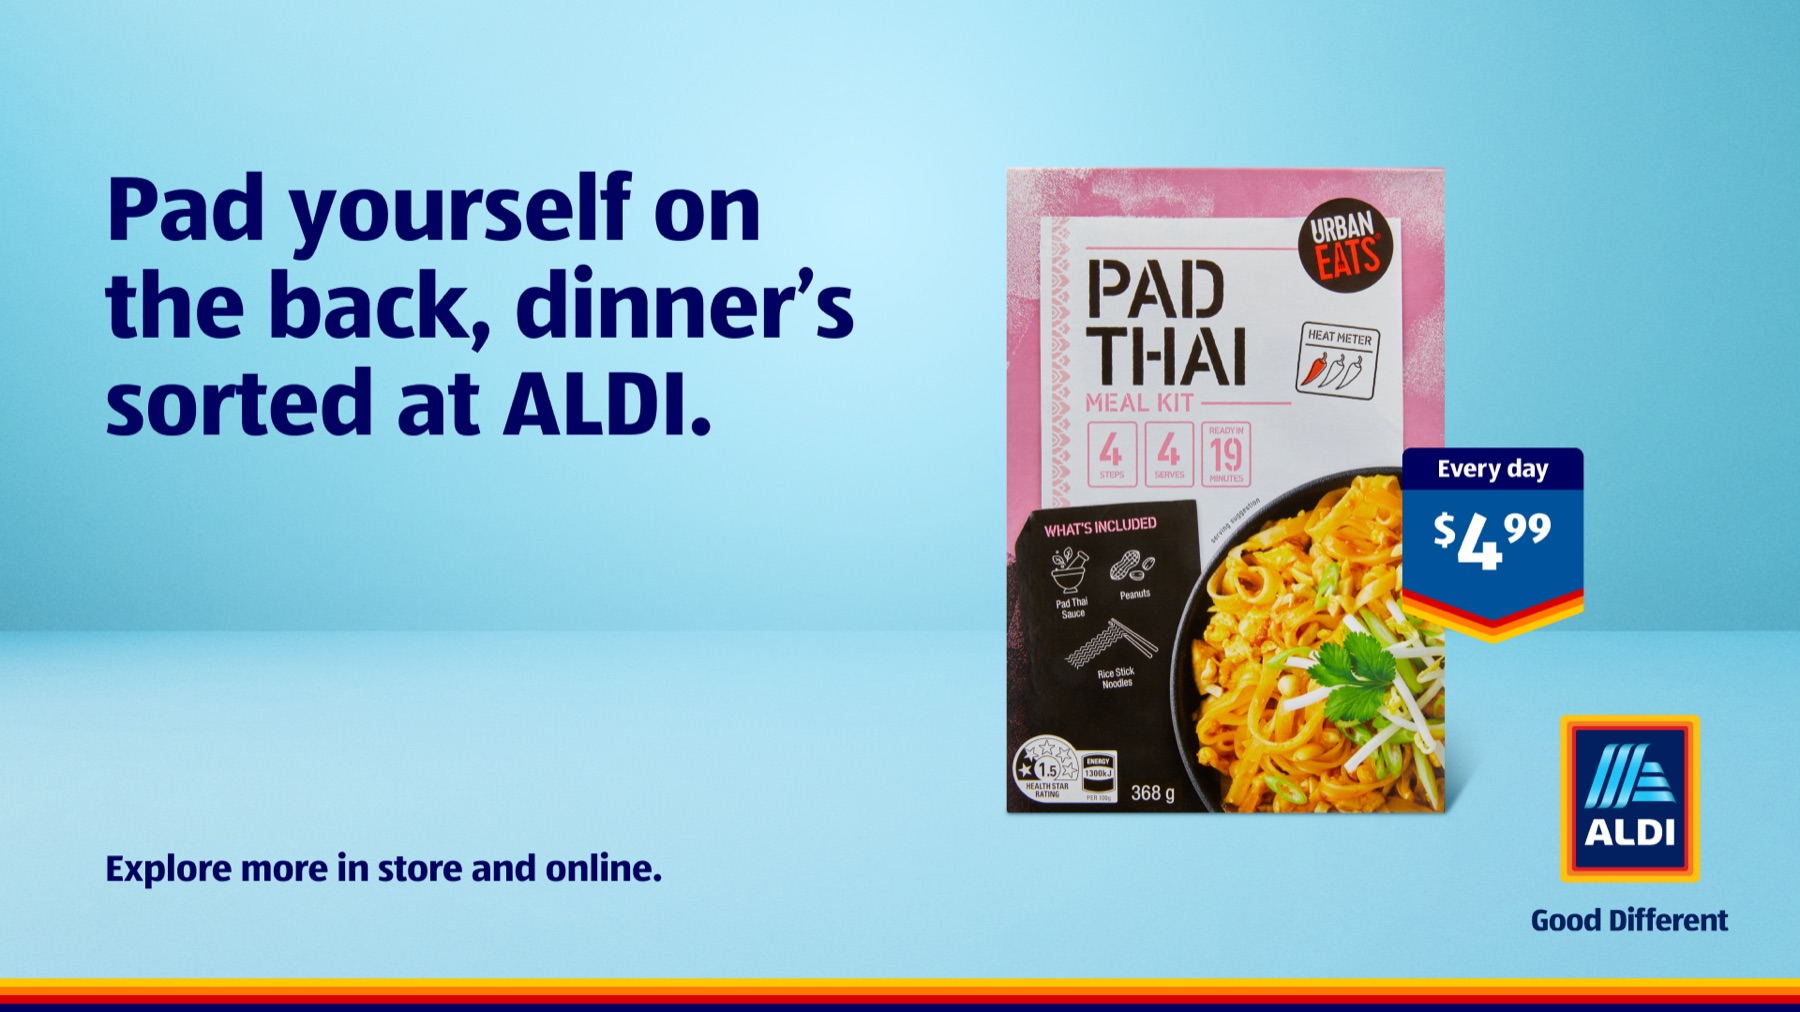 Pad yourself on
the back, dinner’s
sorted at ALDI.
Explore more in store and online.
URBAN
EATS®
PAD
THAI
MEAL KIT
HEAT METER
4
STEPS
4
SERVES
READY IN
19
MINUTES
serving suggestion
WHAT'S INCLUDED
Pad Thai
Sauce
Peanuts
Rice Stick
Noodles
1.5
HEALTH STAR
RATING
ENERGY
1300kJ
PER 100g
368 g
Every day
$4.99
ALDI
Good Different